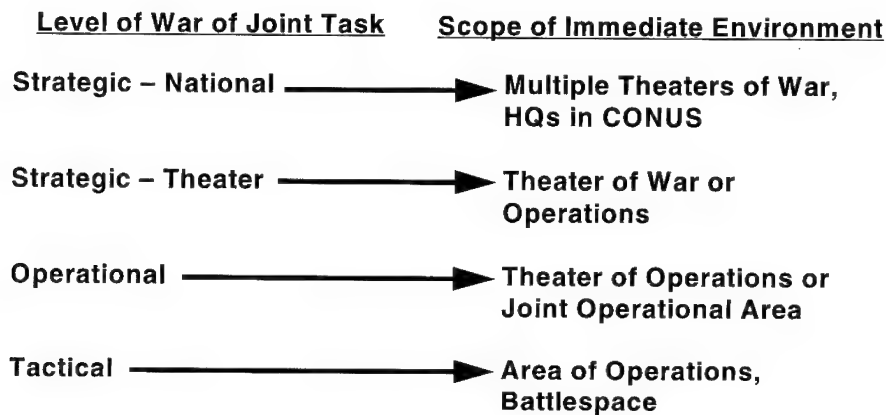 Level of War of Joint Task Scope of Immediate Environment
Strategic – National Multiple Theaters of War,
HQs in CONUS
Strategic – Theater Theater of War or
Operations
Operational Theater of Operations or
Joint Operational Area
Tactical Area of Operations,
Battlespace